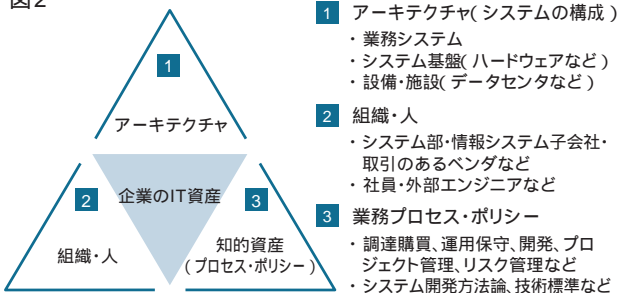 図2
1
アーキテクチャ
2
企業のIT資産
3
組織・人
知的資産
(プロセス・ポリシー)
1 アーキテクチャ(システムの構成)
・業務システム
・システム基盤(ハードウェアなど)
・設備・施設(データセンタなど)
2 組織・人
・システム部・情報システム子会社・
取引のあるベンダなど
・社員・外部エンジニアなど
3 業務プロセス・ポリシー
・調達購買、運用保守、開発、プロ
ジェクト管理、リスク管理など
・システム開発方法論、技術標準など